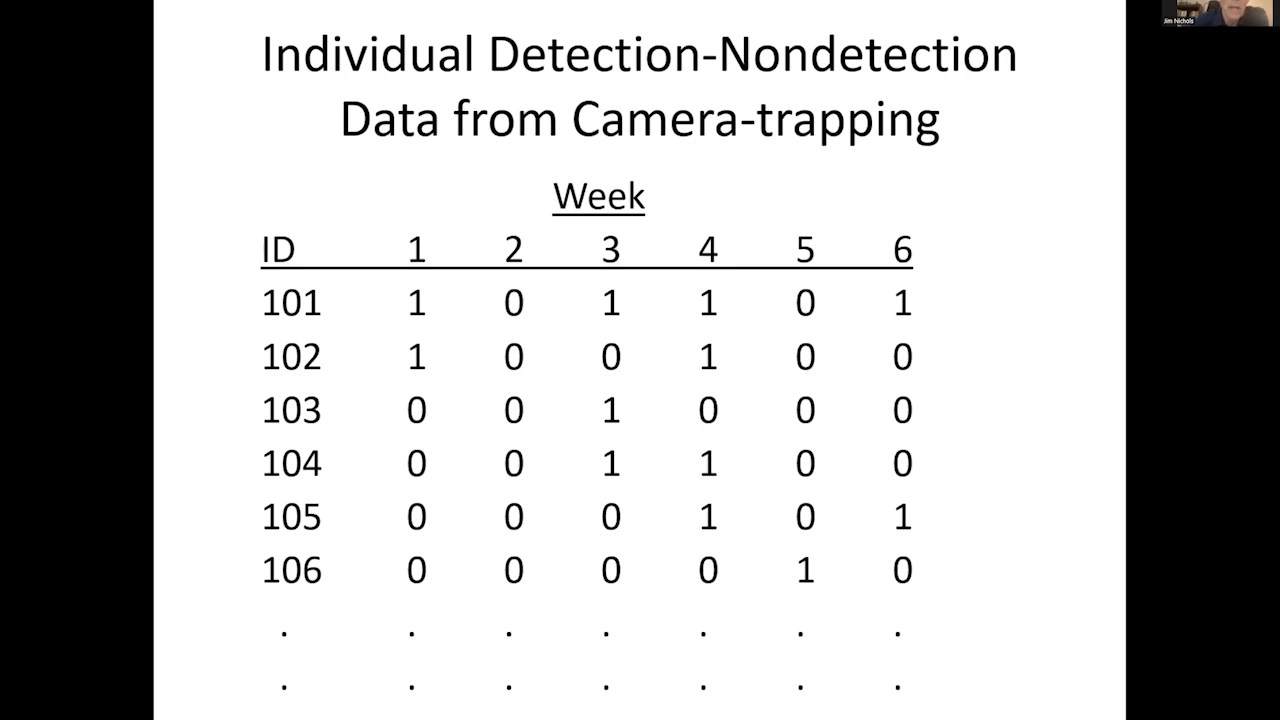 Individual Detection-Nondetection
Data from Camera-trapping
Week
ID 1 2 3 4 5 6
101 1 0 1 1 0 1
102 1 0 0 1 0 0
103 0 0 1 0 0 0
104 0 0 1 1 0 0
105 0 0 0 1 0 1
106 0 0 0 0 1 0
. . . . . . .
. . . . . . .
Jim Nichols